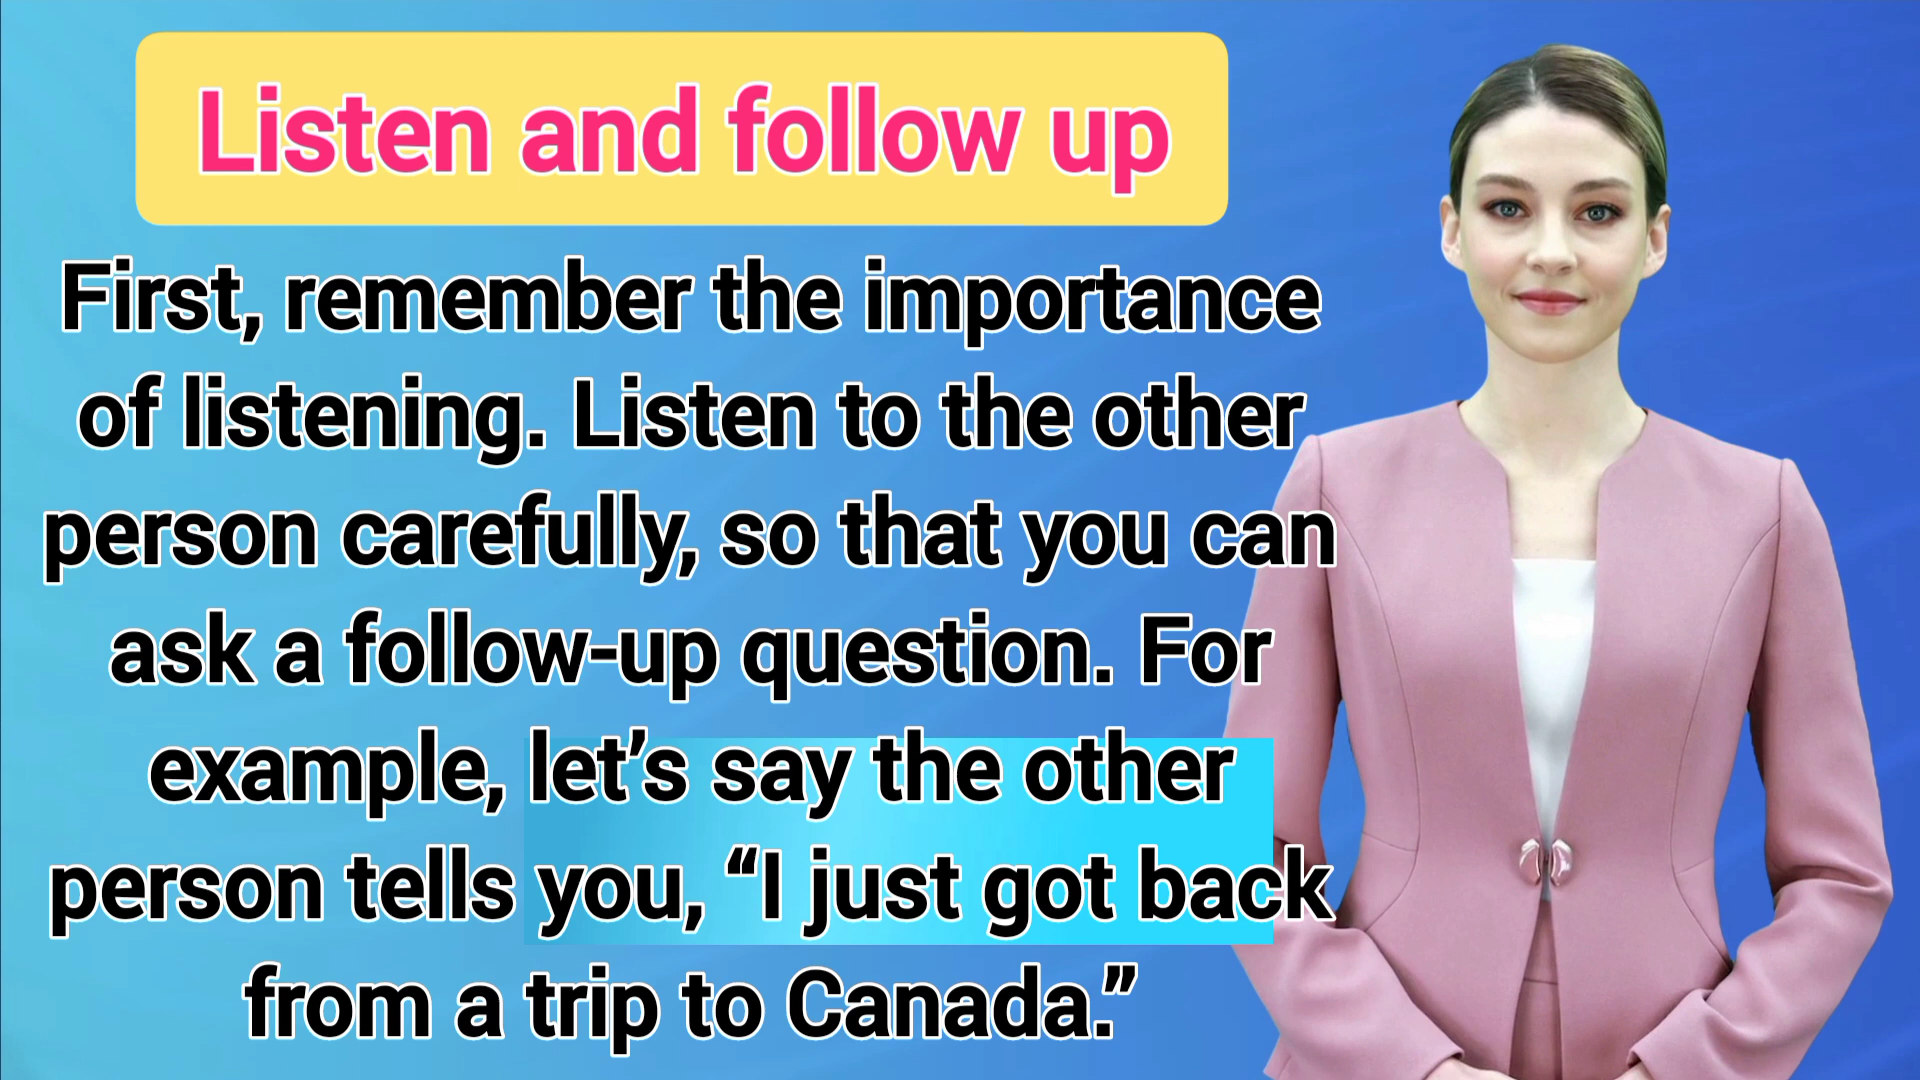 Listen and follow up
First, remember the importance
of listening. Listen to the other
person carefully, so that you can
ask a follow-up question. For
example, let’s say the other
person tells you, “I just got back
from a trip to Canada.”